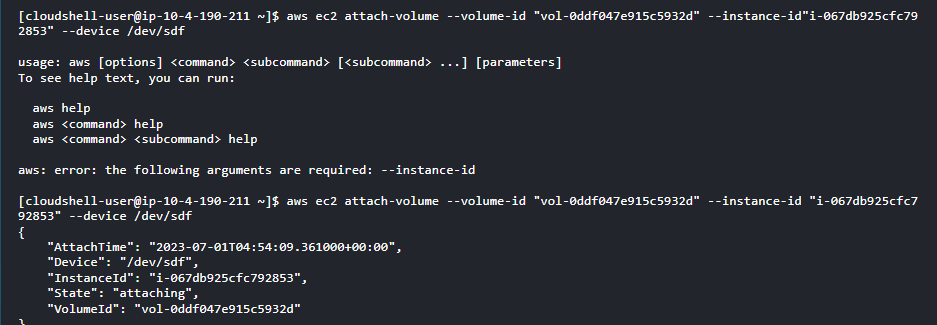 [cloudshell-user@ip-10-4-190-211 ~]$ aws ec2 attach-volume --volume-id "vol-0ddf047e915c5932d" --instance-id"i-067db925cfc79
2853" --device /dev/sdf
usage: aws [options] <command> <subcommand> [<subcommand> ...] [parameters]
To see help text, you can run:
  aws help
  aws <command> help
  aws <command> <subcommand> help
aws: error: the following arguments are required: --instance-id
[cloudshell-user@ip-10-4-190-211 ~]$ aws ec2 attach-volume --volume-id "vol-0ddf047e915c5932d" --instance-id "i-067db925cfc7
92853" --device /dev/sdf
{
    "AttachTime": "2023-07-01T04:54:09.361000+00:00",
    "Device": "/dev/sdf",
    "InstanceId": "i-067db925cfc792853",
    "State": "attaching",
    "VolumeId": "vol-0ddf047e915c5932d"
}